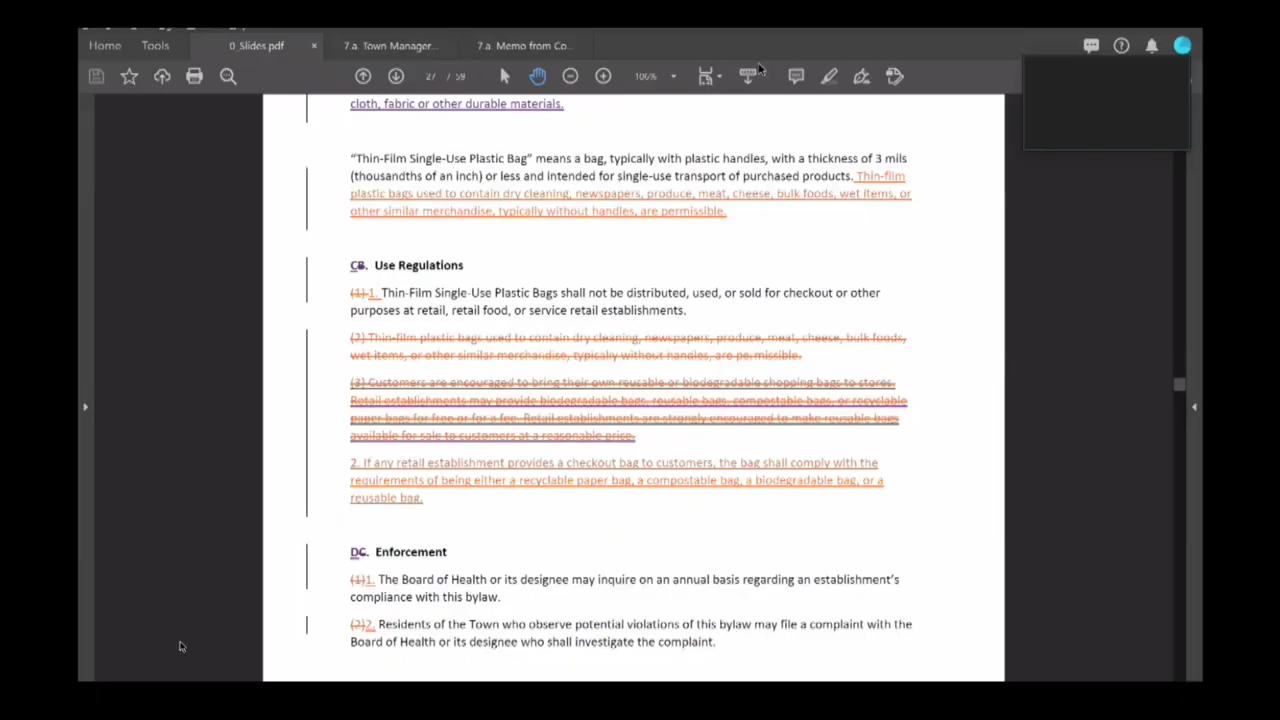 Home Tools 0_Slides.pdf × 7.a. Town Manager... 7.a. Memo from Co...
27 / 59 106%
cloth, fabric or other durable materials.
“Thin-Film Single-Use Plastic Bag” means a bag, typically with plastic handles, with a thickness of 3 mils
(thousandths of an inch) or less and intended for single-use transport of purchased products. Thin-film
plastic bags used to contain dry cleaning, newspapers, produce, meat, cheese, bulk foods, wet items, or
other similar merchandise, typically without handles, are permissible.
CB. Use Regulations
(1) 1. Thin-Film Single-Use Plastic Bags shall not be distributed, used, or sold for checkout or other
purposes at retail, retail food, or service retail establishments.
(2) Thin-film plastic bags used to contain dry cleaning, newspapers, produce, meat, cheese, bulk foods,
wet items, or other similar merchandise, typically without handles, are permissible.
(3) Customers are encouraged to bring their own reusable or biodegradable shopping bags to stores.
Retail establishments may provide biodegradable bags, reusable bags, compostable bags, or recyclable
paper bags for free or for a fee. Retail establishments are strongly encouraged to make reusable bags
available for sale to customers at a reasonable price.
2. If any retail establishment provides a checkout bag to customers, the bag shall comply with the
requirements of being either a recyclable paper bag, a compostable bag, a biodegradable bag, or a
reusable bag.
DC. Enforcement
(1)1. The Board of Health or its designee may inquire on an annual basis regarding an establishment’s
compliance with this bylaw.
(2)2. Residents of the Town who observe potential violations of this bylaw may file a complaint with the
Board of Health or its designee who shall investigate the complaint.